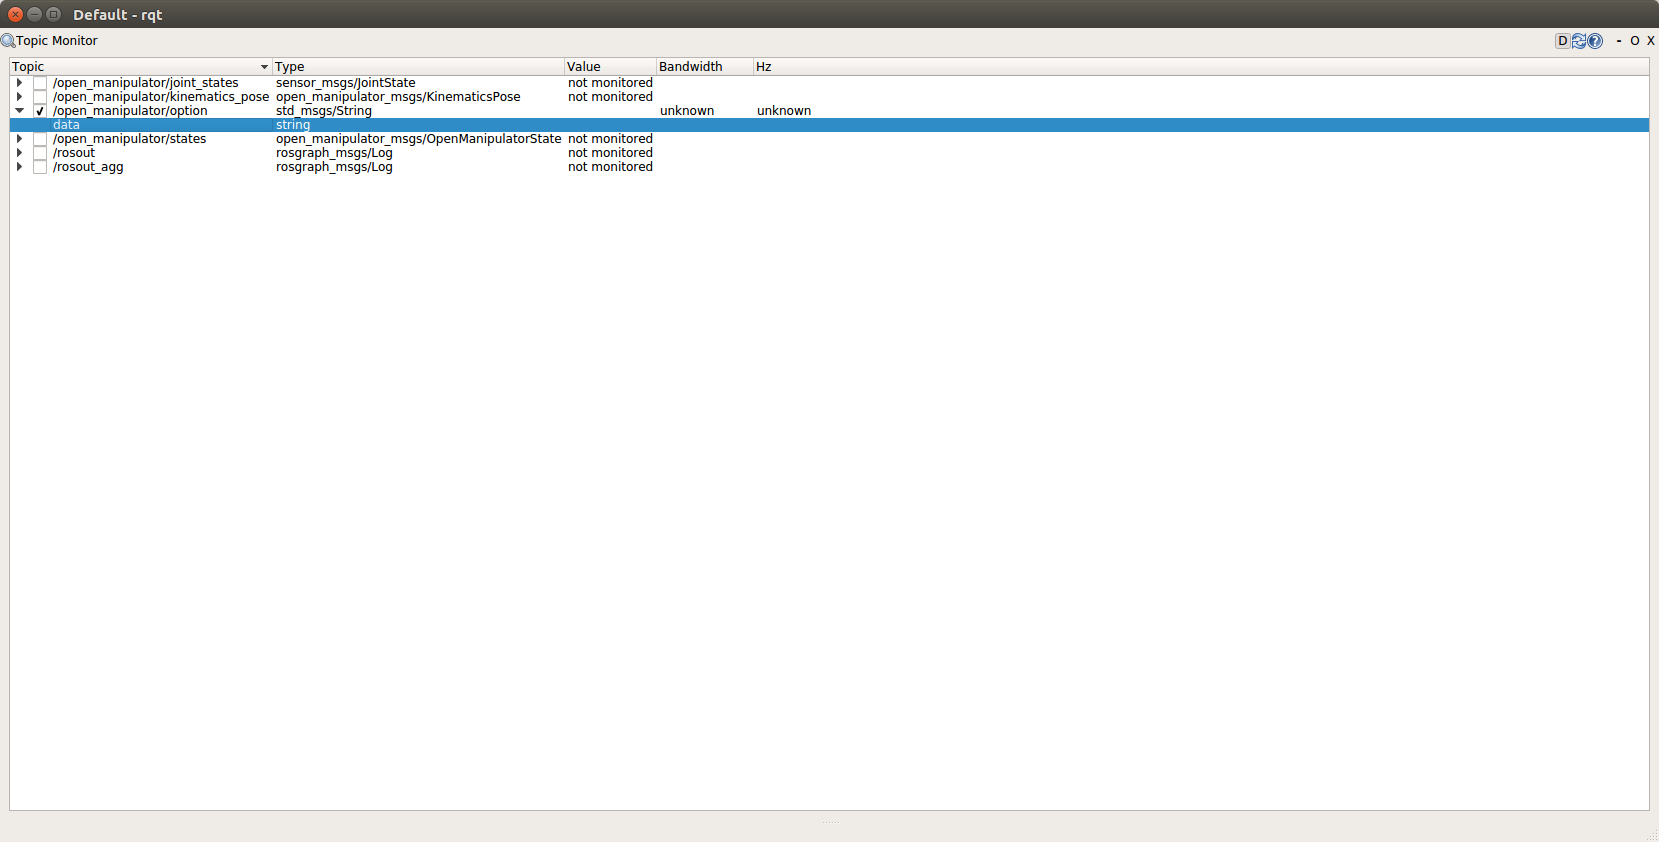 Default - rqt
Topic Monitor D ? - O X
Topic Type Value Bandwidth Hz
/open_manipulator/joint_states sensor_msgs/JointState not monitored
/open_manipulator/kinematics_pose open_manipulator_msgs/KinematicsPose not monitored
/open_manipulator/option std_msgs/String unknown unknown
data string
/open_manipulator/states open_manipulator_msgs/OpenManipulatorState not monitored
/rosout rosgraph_msgs/Log not monitored
/rosout_agg rosgraph_msgs/Log not monitored